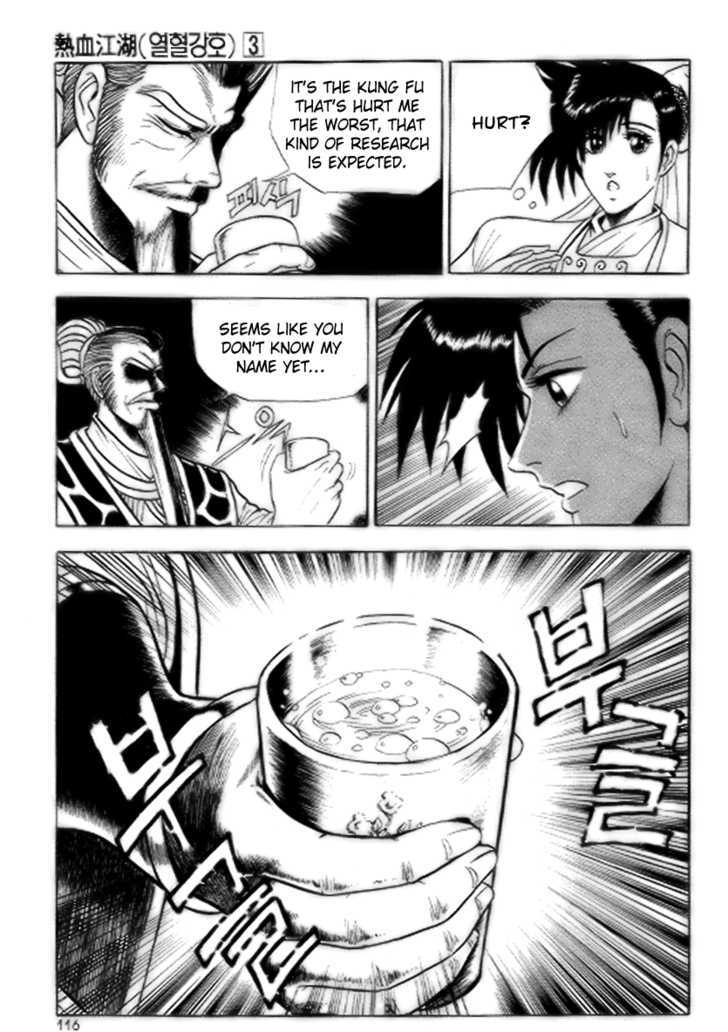 熱血江湖(열혈강호) 3
IT'S THE KUNG FU
THAT'S HURT ME
THE WORST, THAT
KIND OF RESEARCH
IS EXPECTED.
피식
HURT?
SEEMS LIKE YOU
DON'T KNOW MY
NAME YET...
부글
부글
116